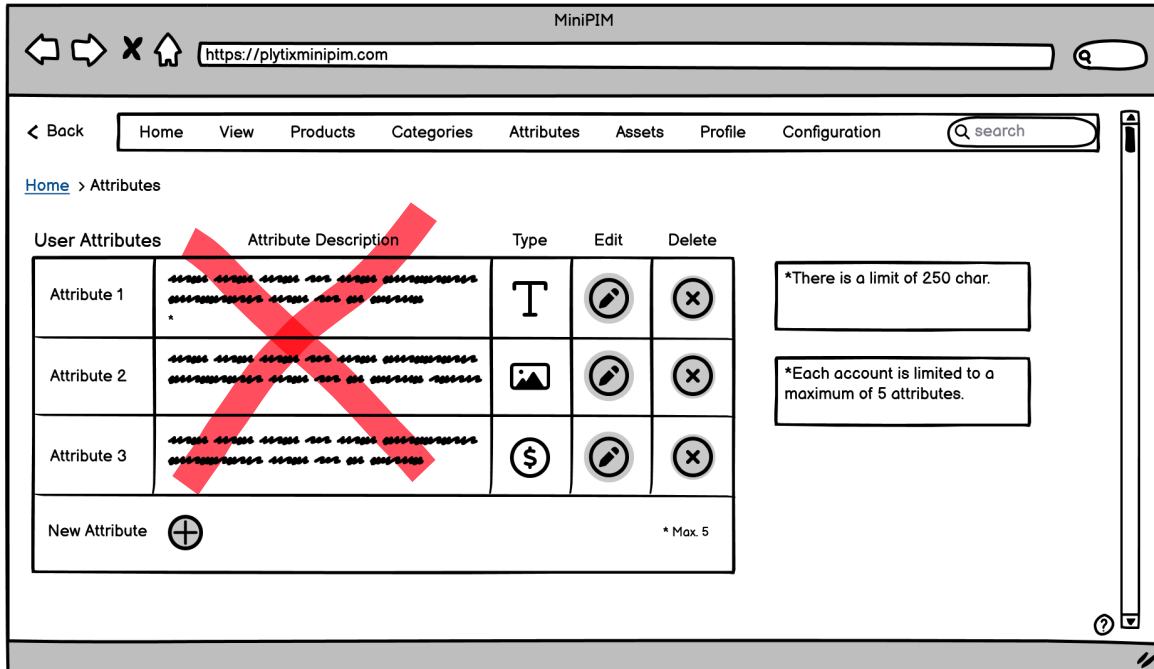 MiniPIM
https://plytixminipim.com
Back
Home View Products Categories Attributes Assets Profile Configuration search
Home > Attributes
User Attributes Attribute Description Type Edit Delete
Attribute 1
*
Attribute 2
Attribute 3
New Attribute * Max. 5
*There is a limit of 250 char.
*Each account is limited to a
maximum of 5 attributes.